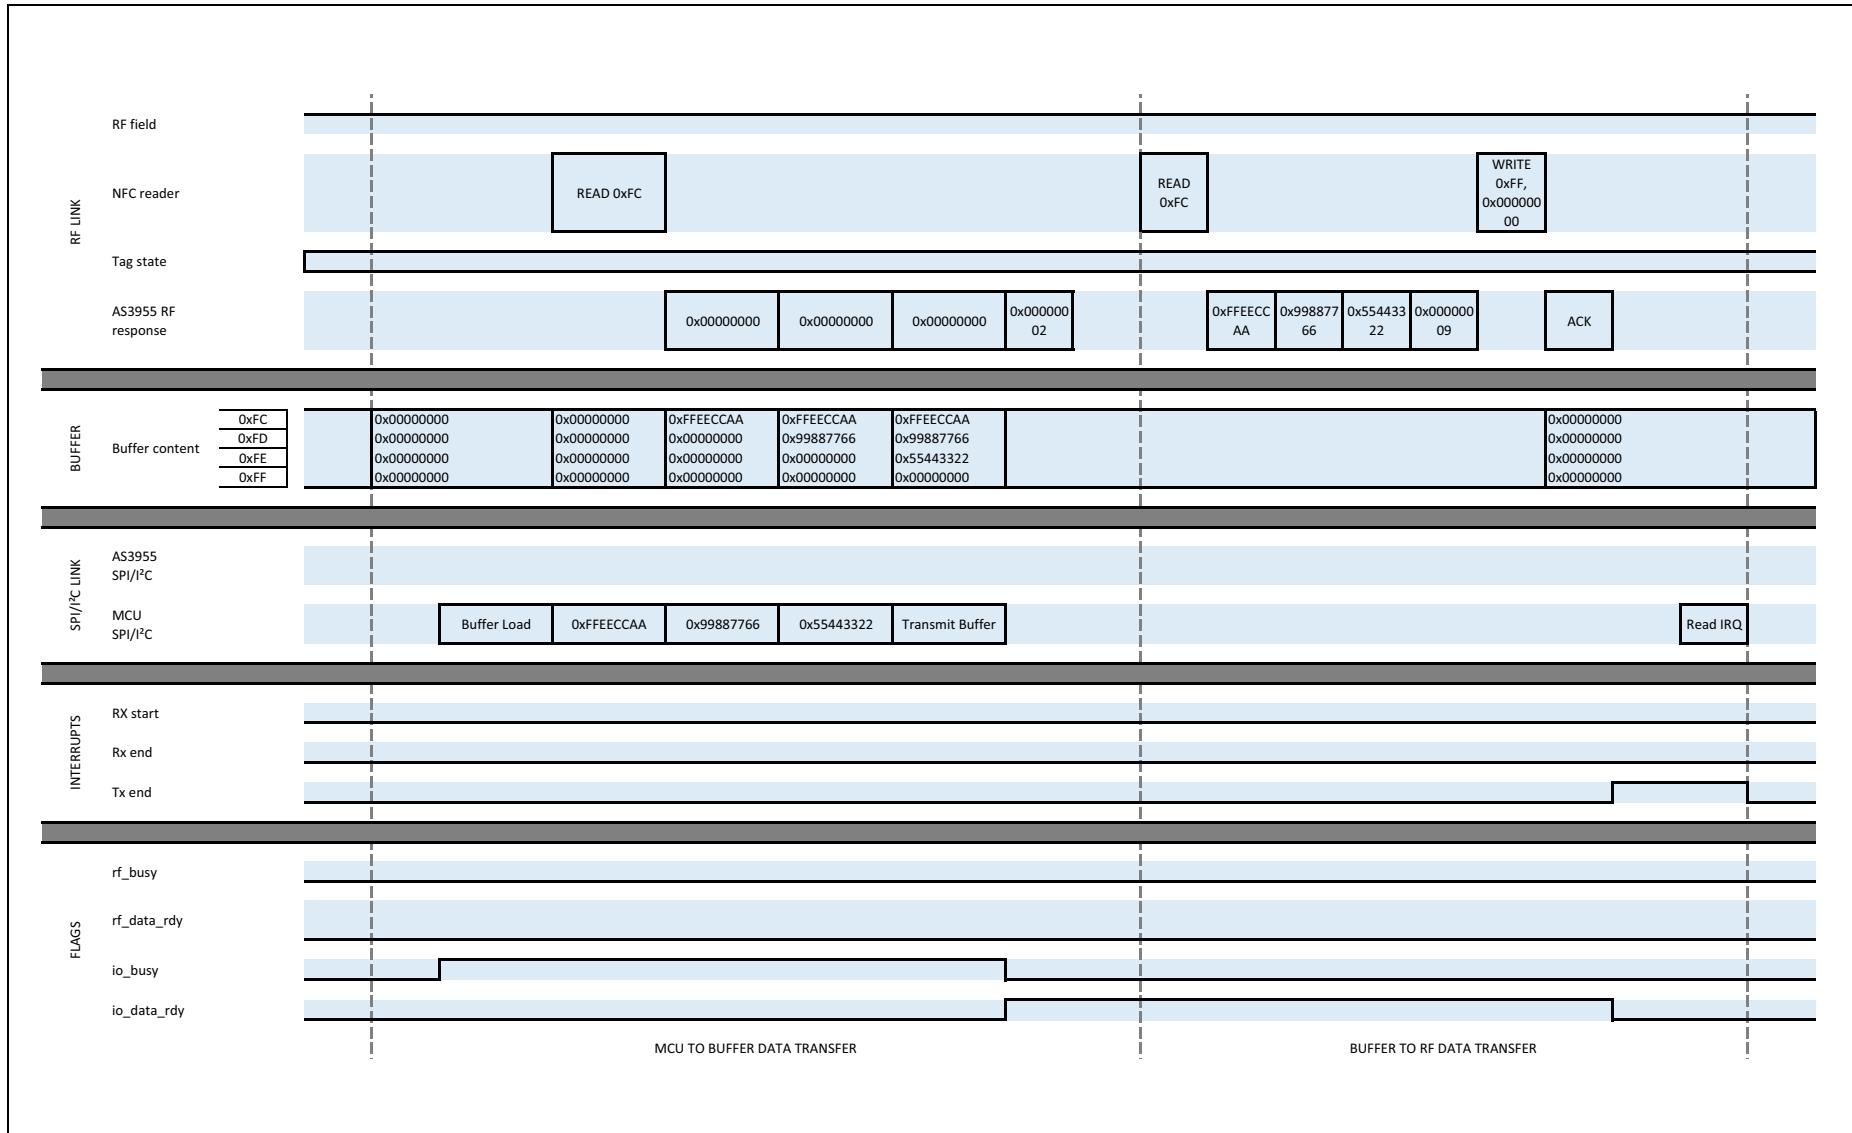 RF LINK
RF field
NFC reader
READ 0xFC
READ
0xFC
WRITE
0xFF,
0x000000
00
Tag state
AS3955 RF
response
0x00000000
0x00000000
0x00000000
0x000000
02
0xFFEECC
AA
0x998877
66
0x554433
22
0x000000
09
ACK
BUFFER
Buffer content
0xFC
0xFD
0xFE
0xFF
0x00000000
0x00000000
0x00000000
0x00000000
0x00000000
0x00000000
0x00000000
0x00000000
0xFFEECCAA
0x00000000
0x00000000
0x00000000
0xFFEECCAA
0x99887766
0x00000000
0x00000000
0xFFEECCAA
0x99887766
0x55443322
0x00000000
0x00000000
0x00000000
0x00000000
0x00000000
SPI/I²C LINK
AS3955
SPI/I²C
MCU
SPI/I²C
Buffer Load
0xFFEECCAA
0x99887766
0x55443322
Transmit Buffer
Read IRQ
INTERRUPTS
RX start
Rx end
Tx end
FLAGS
rf_busy
rf_data_rdy
io_busy
io_data_rdy
MCU TO BUFFER DATA TRANSFER
BUFFER TO RF DATA TRANSFER